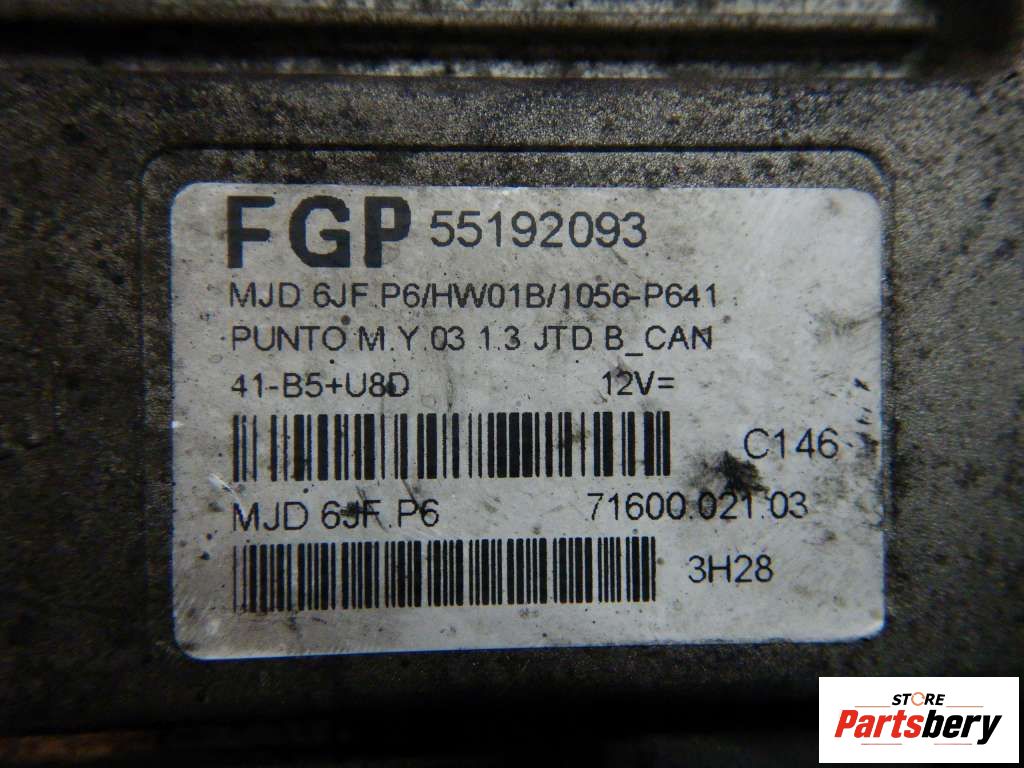 FGP 55192093
MJD 6JF.P6/HW01B/1056-P641
PUNTO M.Y.03 1.3 JTD B_CAN
41-B5+U8D 12V=
C146
MJD 6JF.P6 71600.021.03
3H28
STORE
Partsbery